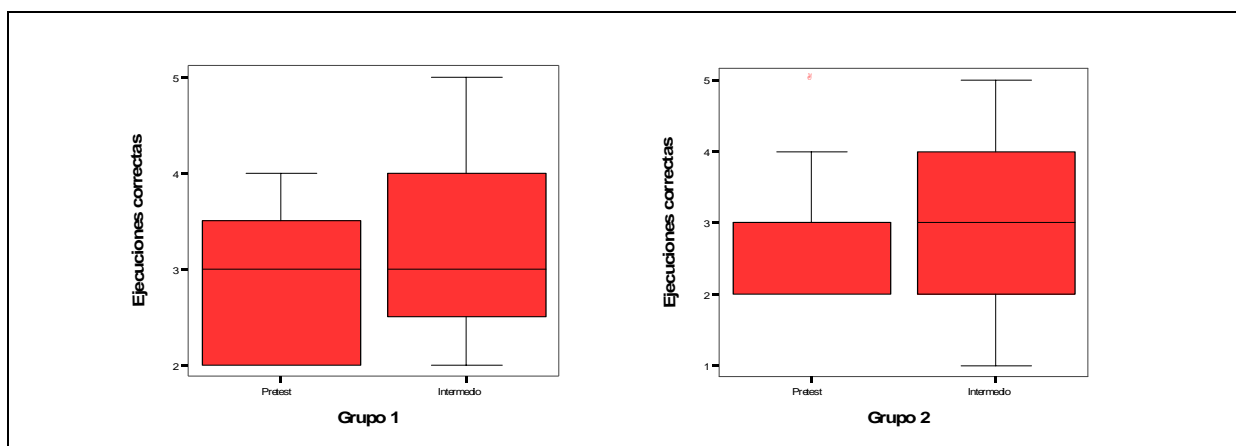 Ejecuciones correctas
5
4
3
2
Pretest
Intermedio
Grupo 1
Ejecuciones correctas
5
4
3
2
1
Pretest
Intermedio
Grupo 2